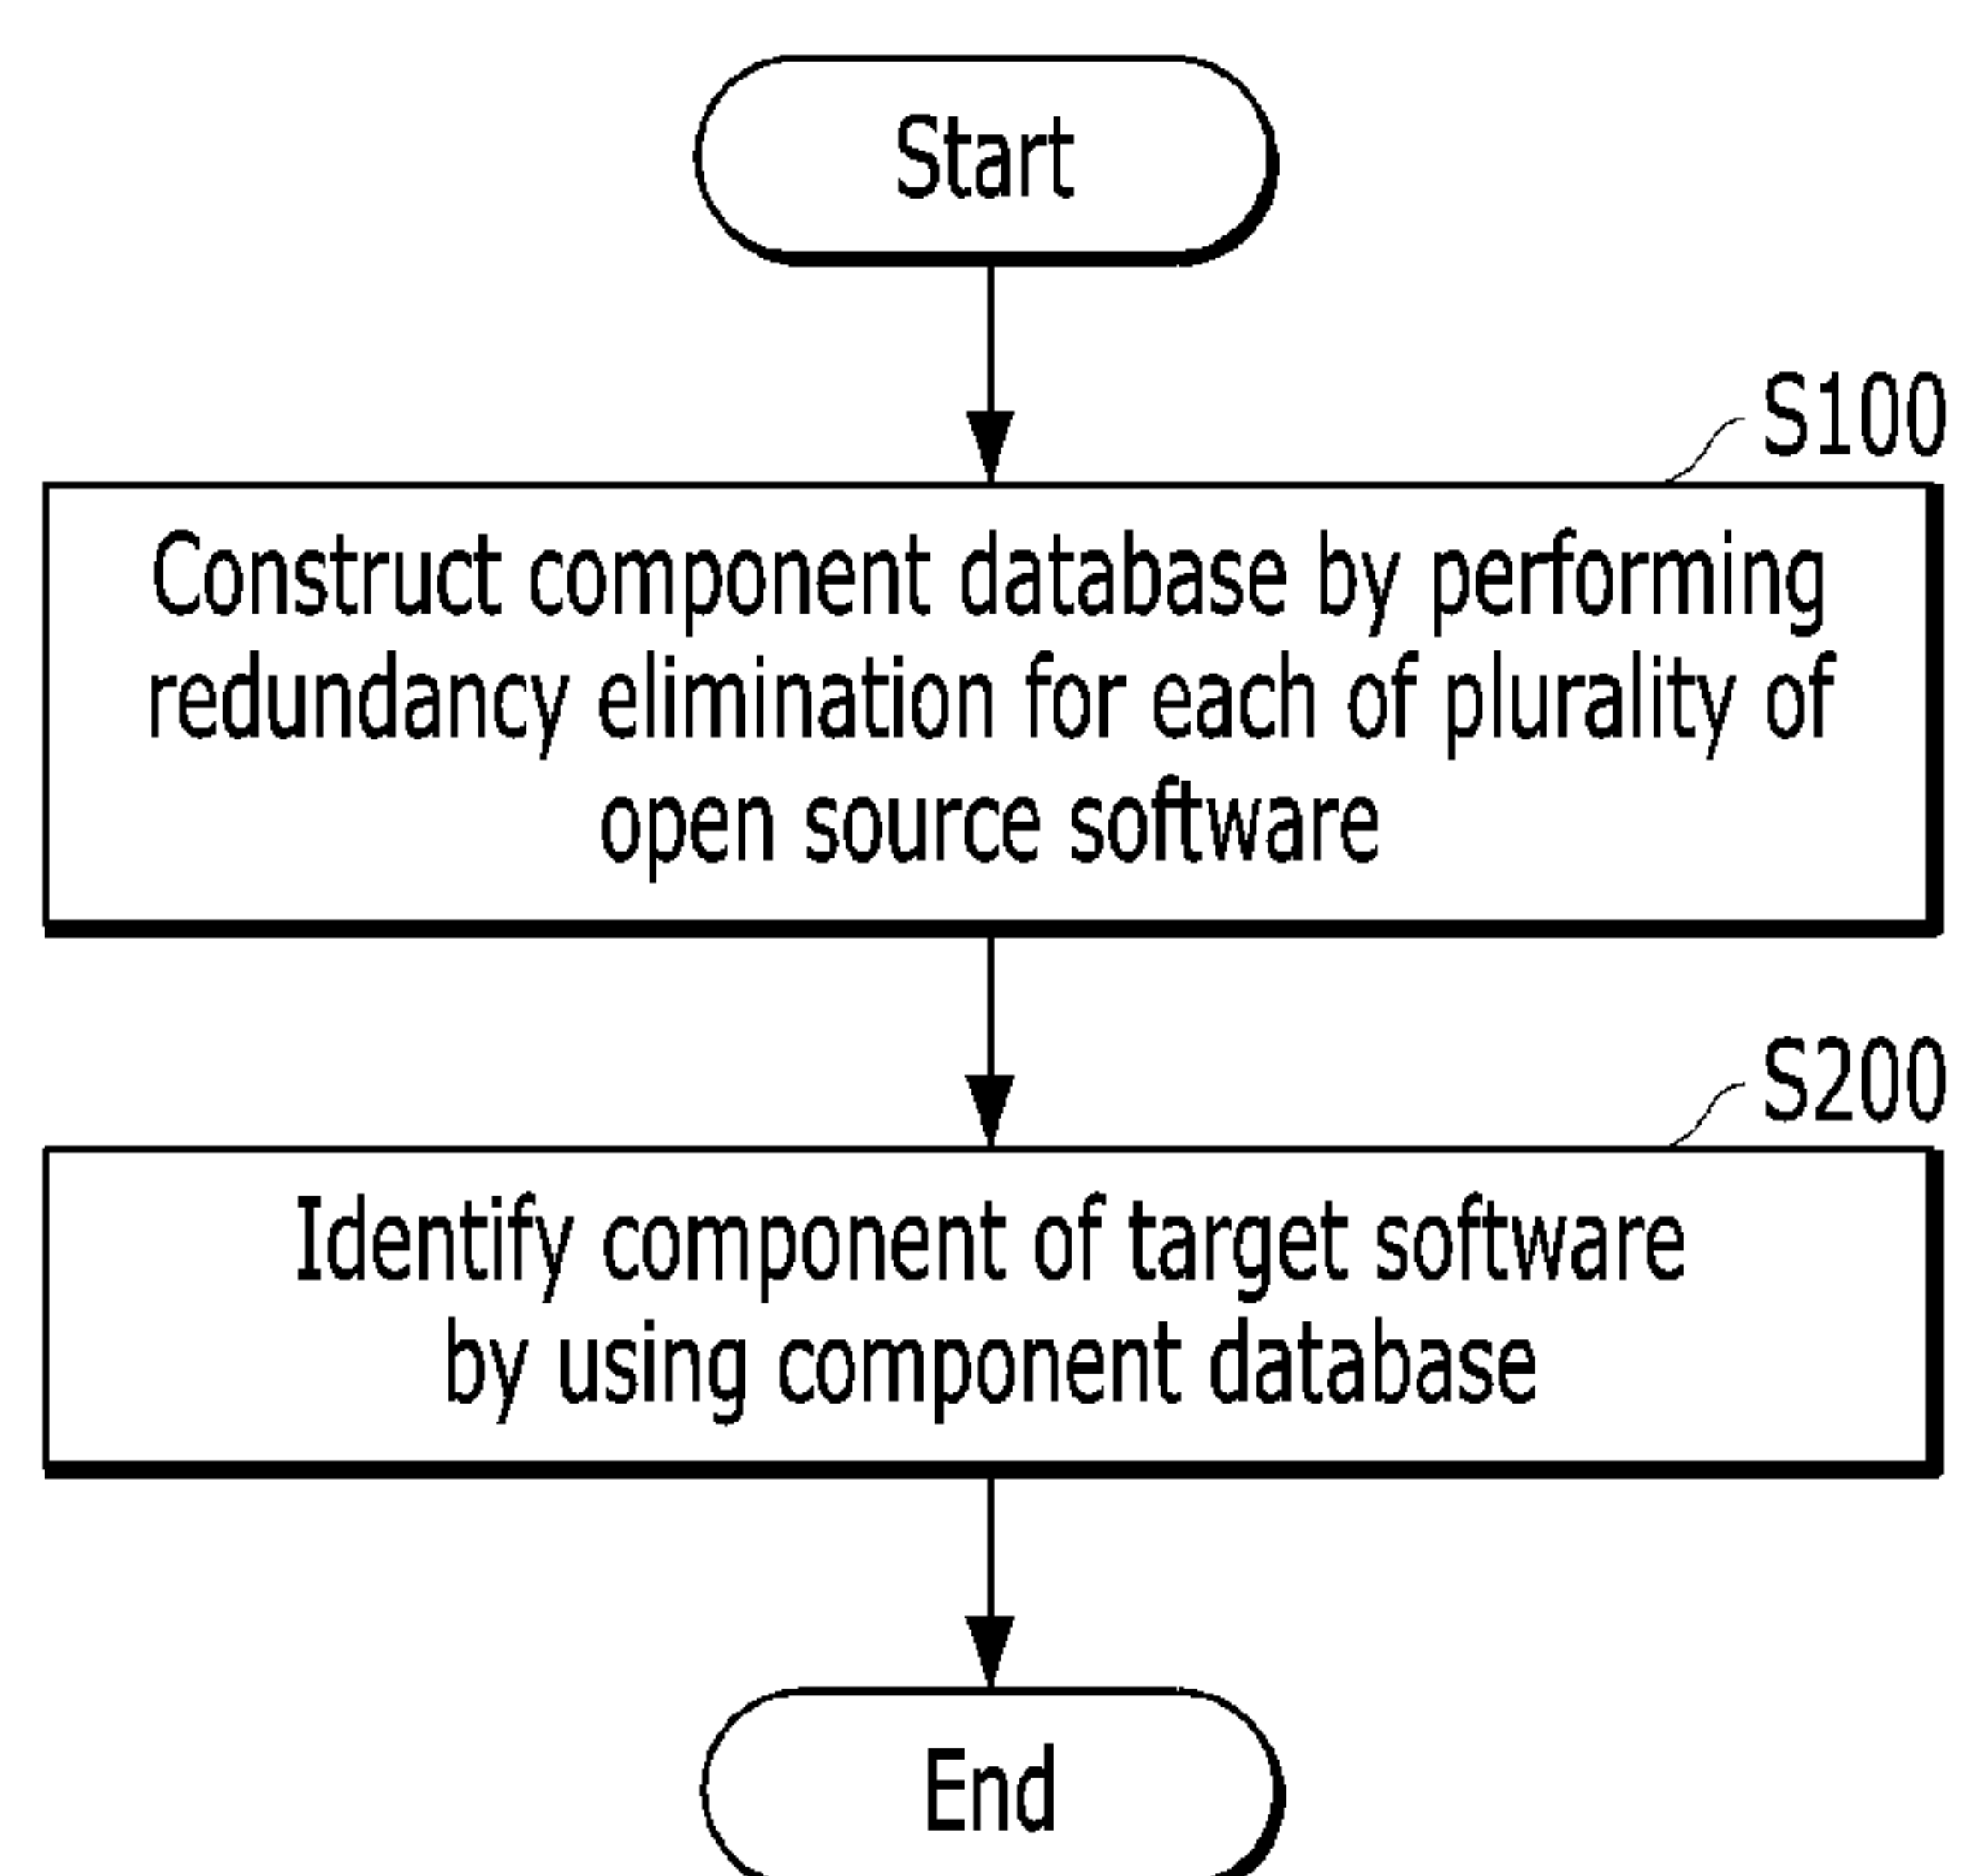 Start
S100
Construct component database by performing
redundancy elimination for each of plurality of
open source software
S200
Identify component of target software
by using component database
End